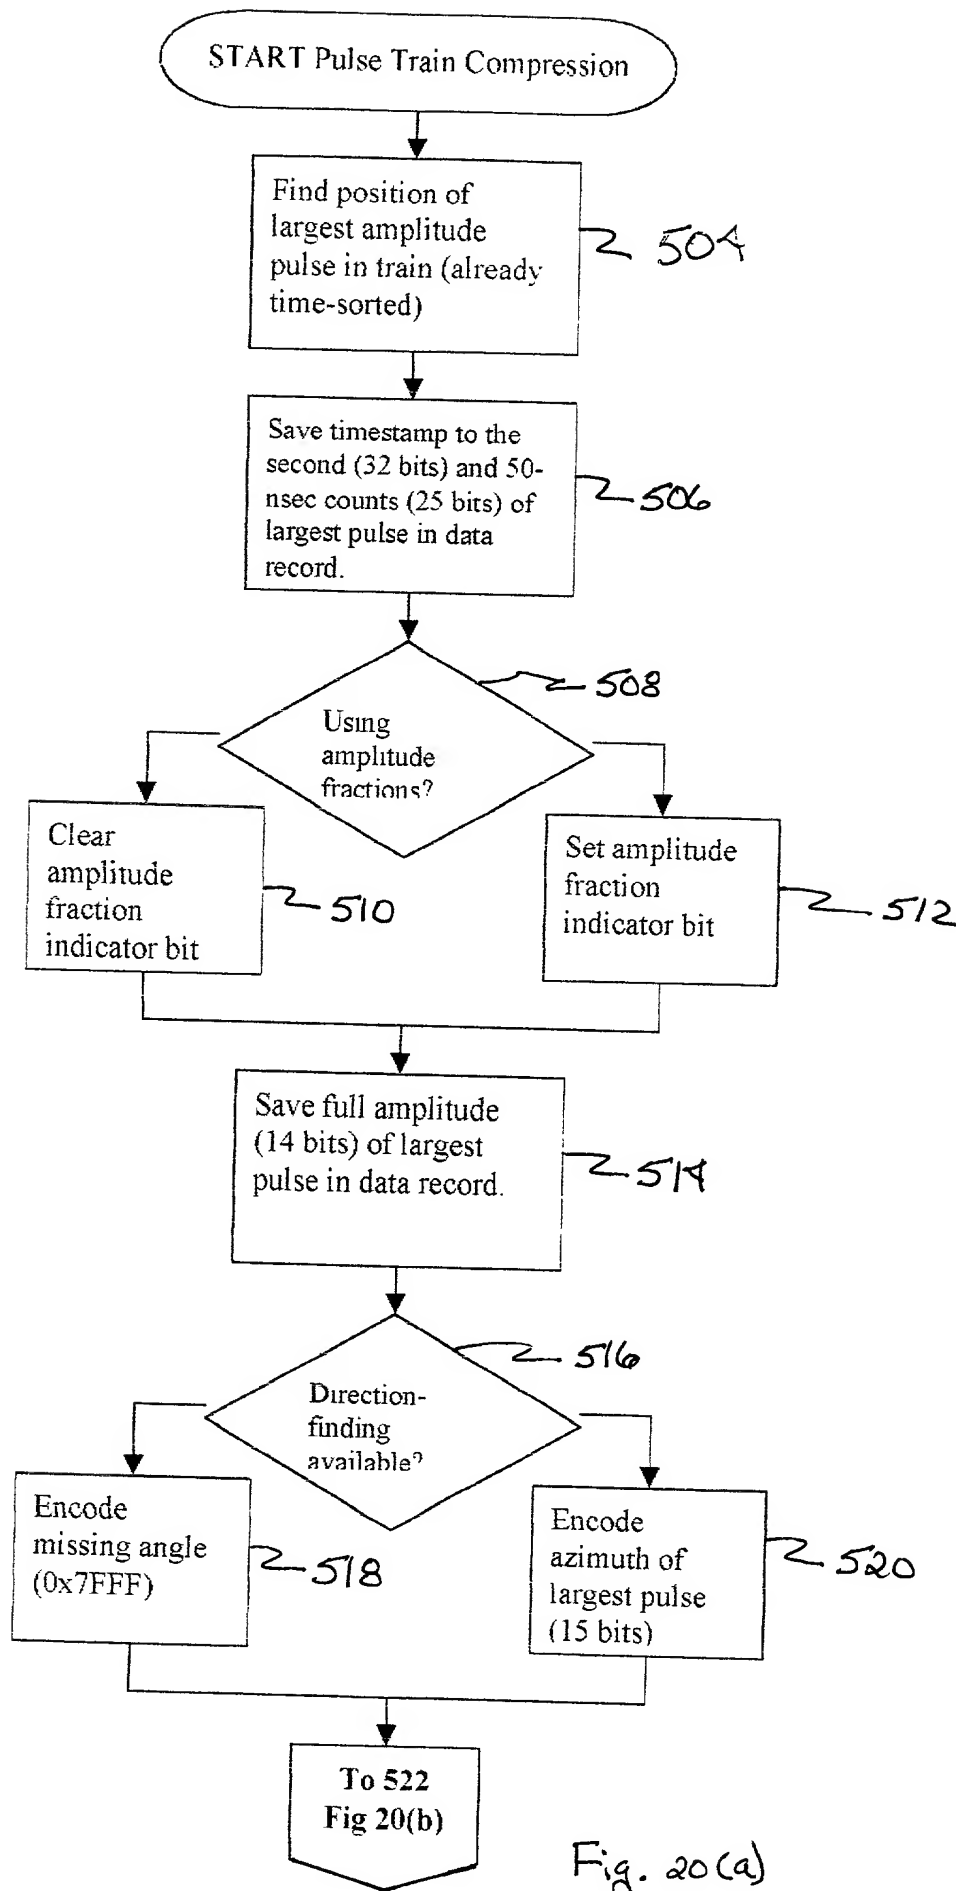 START Pulse Train Compression
Find position of
largest amplitude
pulse in train (already
time-sorted)
504
Save timestamp to the
second (32 bits) and 50-
nsec counts (25 bits) of
largest pulse in data
record.
506
508
Using
amplitude
fractions?
Clear
amplitude
fraction
indicator bit
510
Set amplitude
fraction
indicator bit
512
Save full amplitude
(14 bits) of largest
pulse in data record.
514
516
Direction-
finding
available?
Encode
missing angle
(0x7FFF)
518
Encode
azimuth of
largest pulse
(15 bits)
520
To 522
Fig 20(b)
Fig. 20(a)